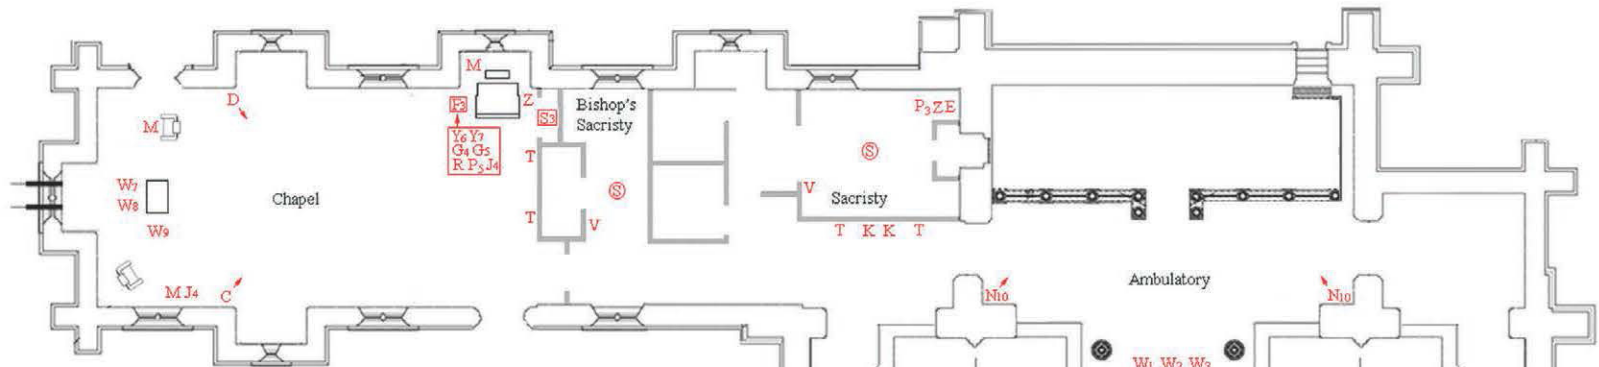 M
D
M
P3
Z
Y6 Y7
G4 G5
R P5 J4
S3
Bishop's
Sacristy
T
S
T
V
W7
W8
W9
Chapel
M J4
C
P3 Z E
S
V
Sacristy
T K K T
Ambulatory
N10
N10
W1 W2 W3